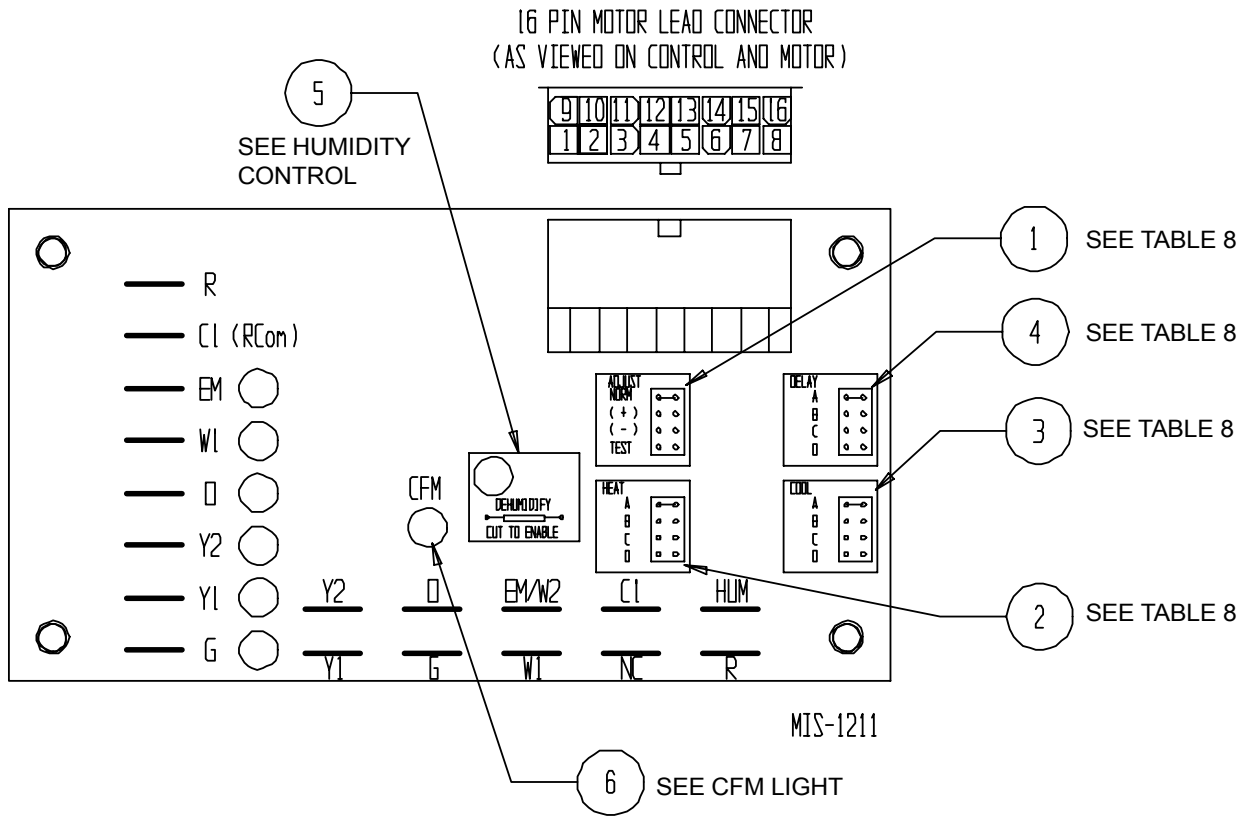 16 PIN MOTOR LEAD CONNECTOR
(AS VIEWED ON CONTROL AND MOTOR)
9 10 11 12 13 14 15 16
1 2 3 4 5 6 7 8
5
SEE HUMIDITY
CONTROL
1 SEE TABLE 8
4 SEE TABLE 8
3 SEE TABLE 8
2 SEE TABLE 8
R
C1 (RCom)
EM
W1
O
Y2
Y1
G
CFM
DEHUMIDIFY
CUT TO ENABLE
ADJUST
NORM
(+)
(-)
TEST
DELAY
A
B
C
D
HEAT
A
B
C
D
COOL
A
B
C
D
Y2 O EM/W2 C1 HUM
Y1 G W1 NC R
MIS-1211
6 SEE CFM LIGHT